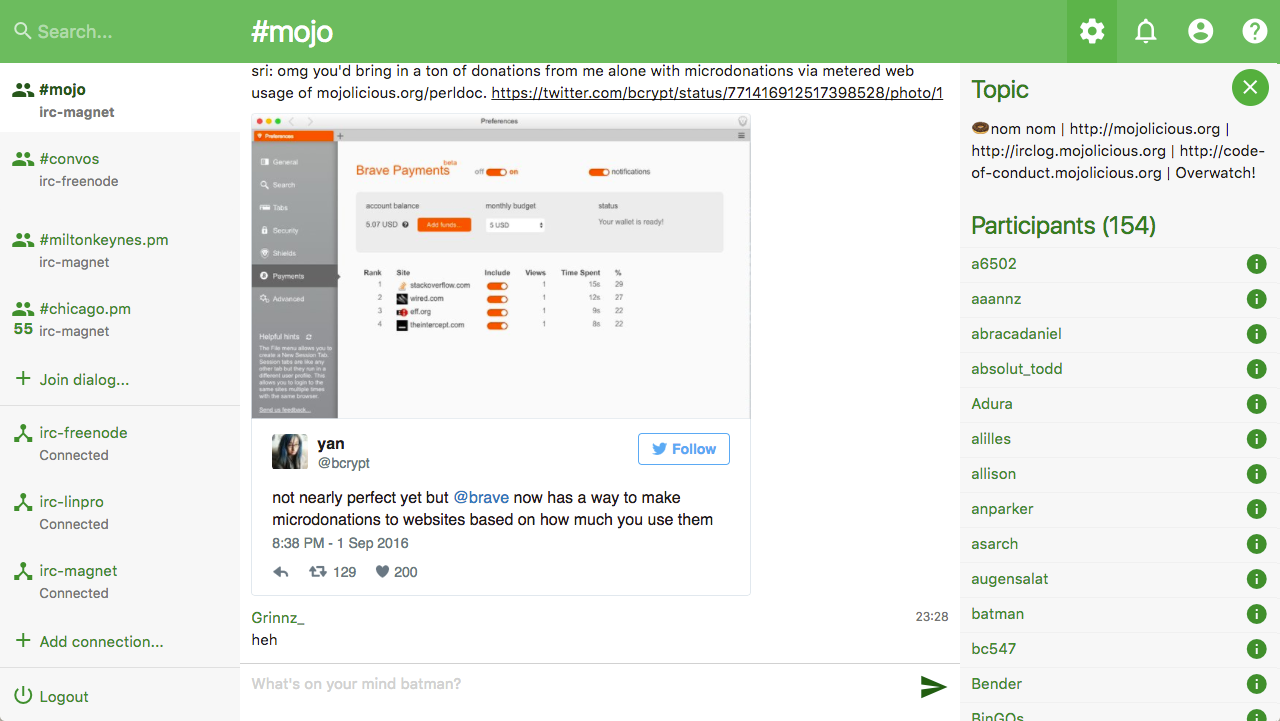 Search...
#mojo
#mojo
irc-magnet
#convos
irc-freenode
#miltonkeynes.pm
irc-magnet
#chicago.pm
55 irc-magnet
Join dialog...
irc-freenode
Connected
irc-linpro
Connected
irc-magnet
Connected
Add connection...
Logout
sri: omg you'd bring in a ton of donations from me alone with microdonations via metered web
usage of mojolicious.org/perldoc. https://twitter.com/bcrypt/status/771416912517398528/photo/1
Preferences
Preferences
General
Search
Tabs
Security
Shields
Payments
Advanced
Helpful hints
The File menu allows you to
create a New Session Tab.
Session tabs are like any
other tab but they run in a
different user profile. This
allows you to login to the
same sites multiple times
with the same browser.
Send us feedback...
Brave Payments beta off on notifications
account balance monthly budget status
5.07 USD Add funds... 5 USD Your wallet is ready!
Rank Site Include Views Time Spent %
1 stackoverflow.com 1 15s 29
2 wired.com 1 12s 27
3 eff.org 1 9s 22
4 theintercept.com 1 8s 22
yan
@bcrypt
Follow
not nearly perfect yet but @brave now has a way to make
microdonations to websites based on how much you use them
8:38 PM - 1 Sep 2016
129 200
Grinnz_ 23:28
heh
What's on your mind batman?
Topic
nom nom | http://mojolicious.org |
http://irclog.mojolicious.org | http://code-
of-conduct.mojolicious.org | Overwatch!
Participants (154)
a6502
aaannz
abracadaniel
absolut_todd
Adura
alilles
allison
anparker
asarch
augensalat
batman
bc547
Bender
BinGOs